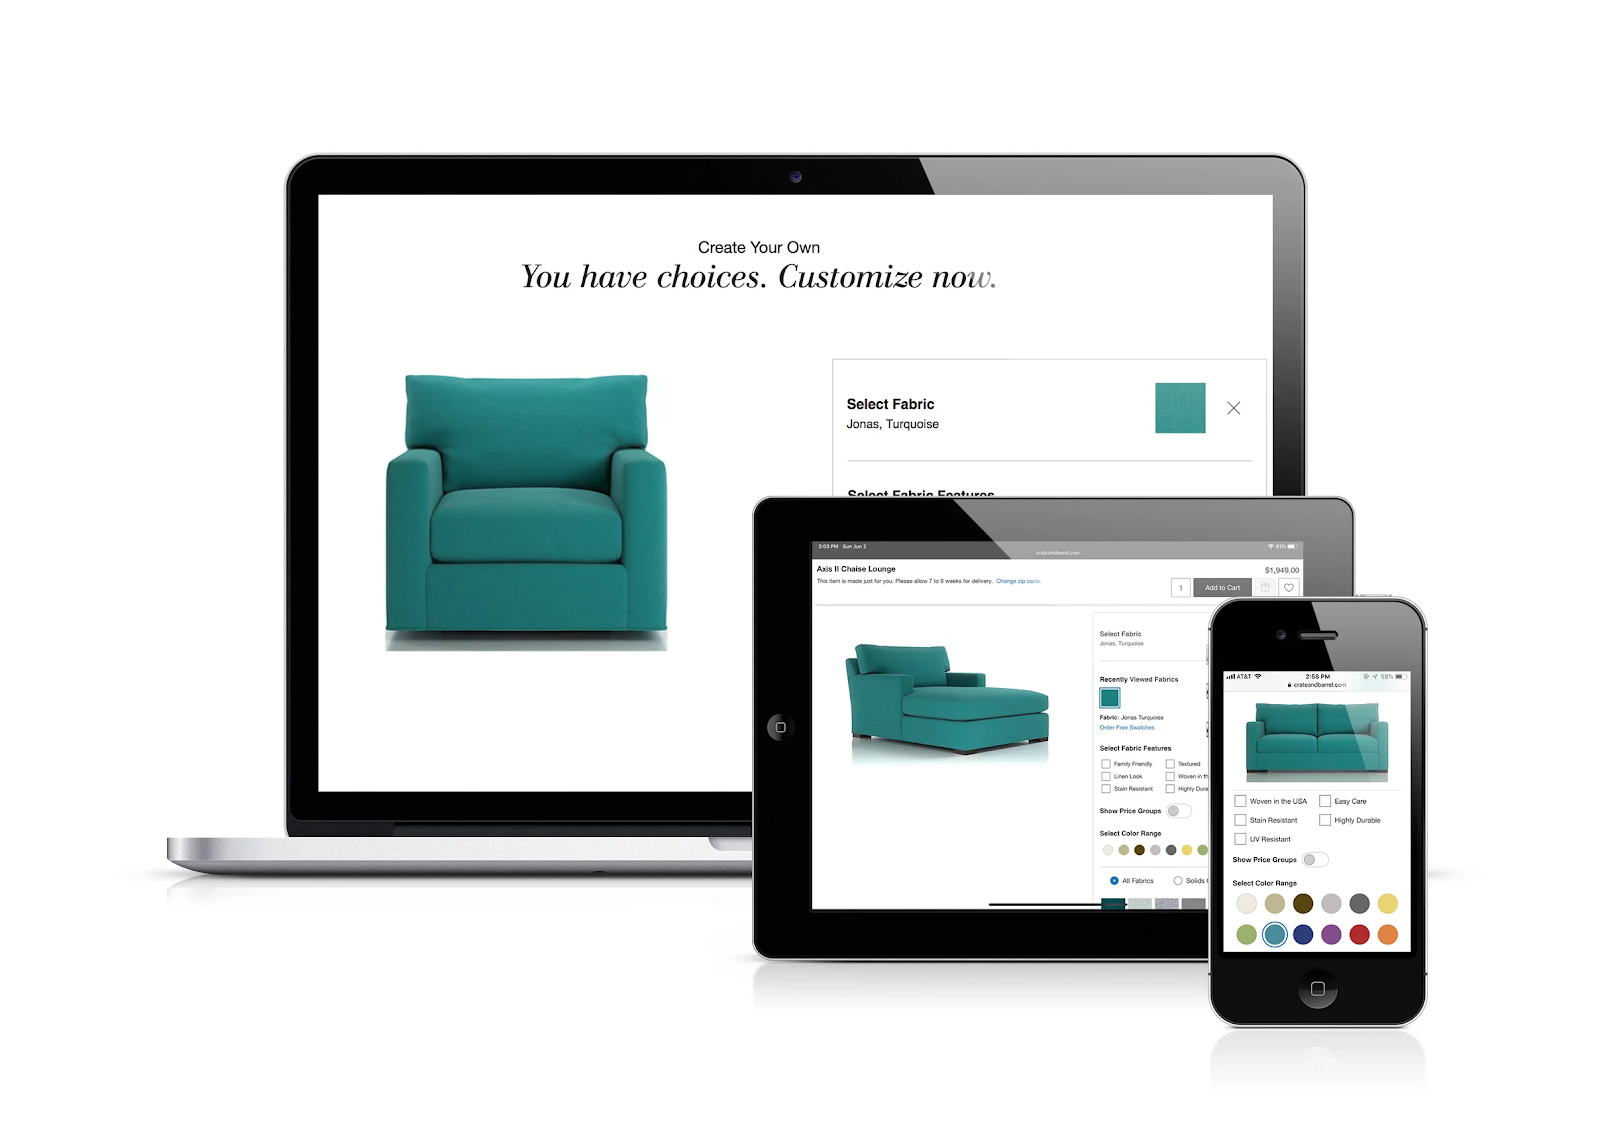 Create Your Own
You have choices. Customize now.
Select Fabric
Jonas, Turquoise
Select Fabric Features
3:03 PM Sun Jun 2
crateandbarrel.com
81%
Axis II Chaise Lounge
$1,949.00
This item is made just for you. Please allow 7 to 9 weeks for delivery. Change zip code.
1
Add to Cart
Select Fabric
Jonas, Turquoise
Recently Viewed Fabrics
Fabric: Jonas Turquoise
Order Free Swatches
Select Fabric Features
Family Friendly Textured
Linen Look Woven in th
Stain Resistant Highly Dura
Show Price Groups
Select Color Range
All Fabrics Solids
AT&T 2:58 PM 58%
crateandbarrel.com
Woven in the USA Easy Care
Stain Resistant Highly Durable
UV Resistant
Show Price Groups
Select Color Range